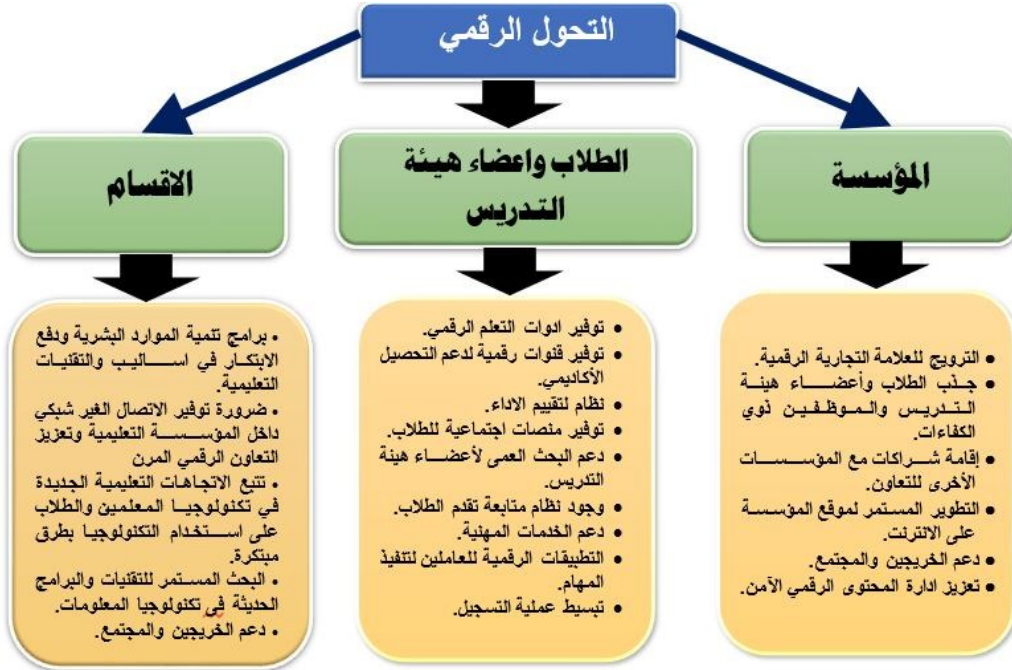 التحول الرقمي
المؤسسة
الترويج للعلامة التجارية الرقمية.
جذب الطلاب وأعضاء هيئة
التدريس والموظفين ذوي
الكفاءات.
إقامة شراكات مع المؤسسات
الأخرى للتعاون.
التطوير المستمر لموقع المؤسسة
على الانترنت.
دعم الخريجين والمجتمع.
تعزيز ادارة المحتوى الرقمي الآمن.
الطلاب واعضاء هيئة
التدريس
توفير ادوات التعلم الرقمي.
توفير قنوات رقمية لدعم التحصيل
الأكاديمي.
نظام لتقييم الاداء.
توفير منصات اجتماعية للطلاب.
دعم البحث العمى لأعضاء هيئة
التدريس.
وجود نظام متابعة تقدم الطلاب.
دعم الخدمات المهنية.
التطبيقات الرقمية للعاملين لتنفيذ
المهام.
تبسيط عملية التسجيل.
الاقسام
• برامج تنمية الموارد البشرية ودفع
الابتكار في اساليب والتقنيات
التعليمية.
• ضرورة توفير الاتصال الغير شبكي
داخل المؤسسة التعليمية وتعزيز
التعاون الرقمي المرن
• تتبع الاتجاهات التعليمية الجديدة
في تكنولوجيا المعلمين والطلاب
على استخدام التكنولوجيا بطرق
مبتكرة.
• البحث المستمر للتقنيات والبرامج
الحديثة في تكنولوجيا المعلومات.
• دعم الخريجين والمجتمع.